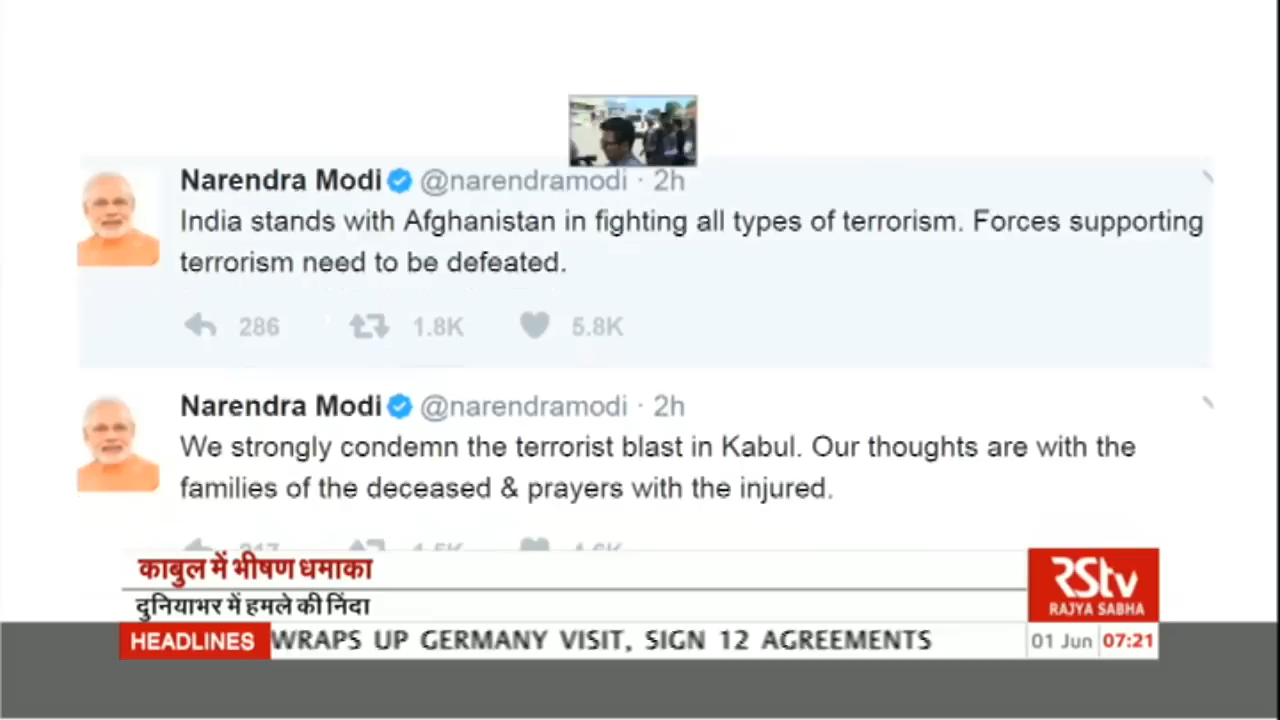 Narendra Modi @narendramodi · 2h
India stands with Afghanistan in fighting all types of terrorism. Forces supporting
terrorism need to be defeated.
286 1.8K 5.8K
Narendra Modi @narendramodi · 2h
We strongly condemn the terrorist blast in Kabul. Our thoughts are with the
families of the deceased & prayers with the injured.
काबुल में भीषण धमाका
दुनियाभर में हमले की निंदा
RStv
RAJYA SABHA
HEADLINES WRAPS UP GERMANY VISIT, SIGN 12 AGREEMENTS
01 Jun 07:21